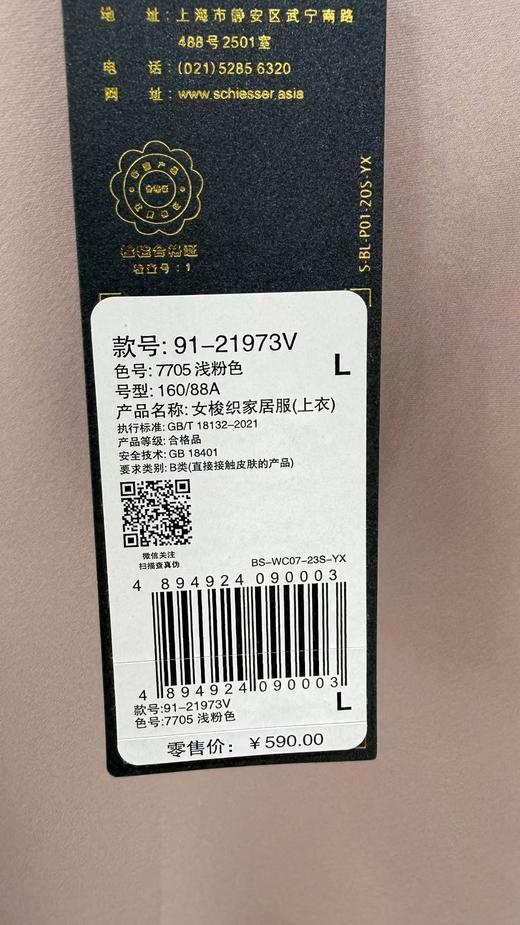 地　址：上海市静安区武宁南路
488号2501室
电　话：(021) 5285 6320
网　址：www.schiesser.asia
合格证
检验合格证
检查号：1
S-BL-P01-20S-YX
款号: 91-21973V
色号: 7705 浅粉色
L
号型: 160/88A
产品名称: 女梭织家居服(上衣)
执行标准: GB/T 18132-2021
产品等级: 合格品
安全技术: GB 18401
要求类别: B类(直接接触皮肤的产品)
微信关注
扫描查真伪
BS-WC07-23S-YX
4 894924 090003
4 894924 090003
款号:91-21973V
色号:7705 浅粉色
L
零售价: ￥590.00